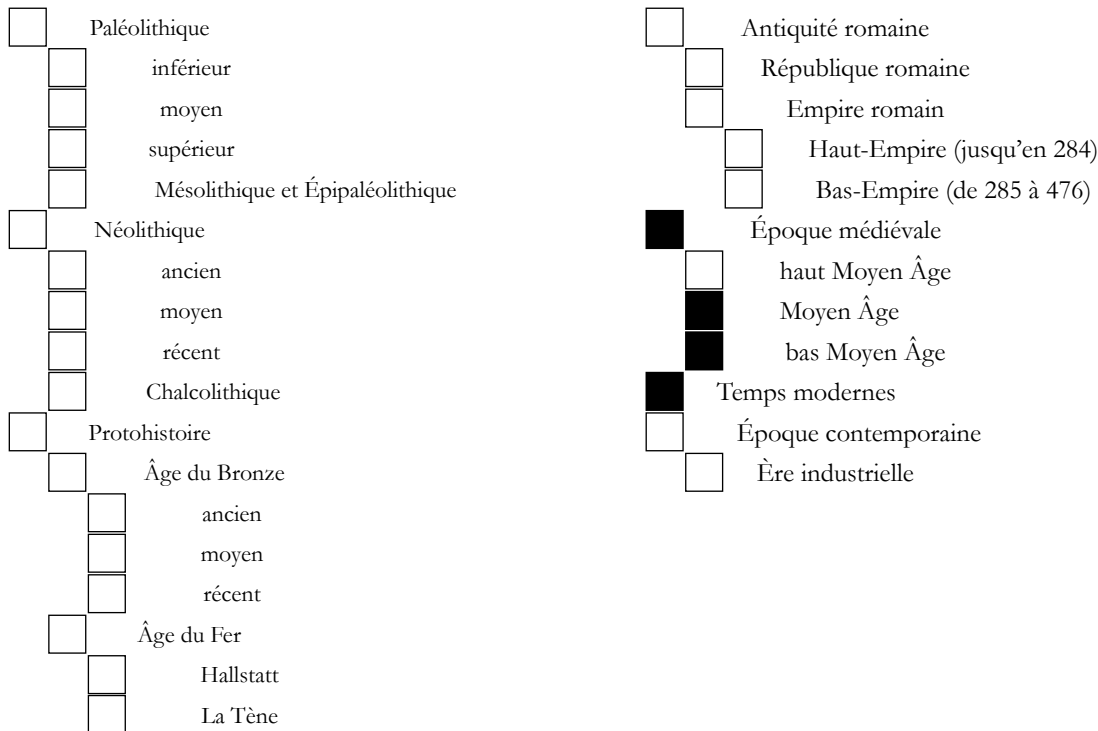 Paléolithique
inférieur
moyen
supérieur
Mésolithique et Épipaléolithique
Néolithique
ancien
moyen
récent
Chalcolithique
Protohistoire
Âge du Bronze
ancien
moyen
récent
Âge du Fer
Hallstatt
La Tène
Antiquité romaine
République romaine
Empire romain
Haut-Empire (jusqu’en 284)
Bas-Empire (de 285 à 476)
Époque médiévale
haut Moyen Âge
Moyen Âge
bas Moyen Âge
Temps modernes
Époque contemporaine
Ère industrielle